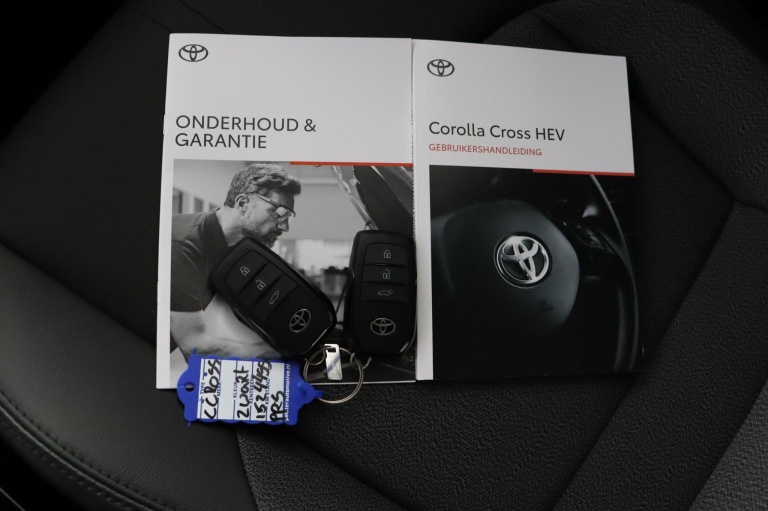 ONDERHOUD &
GARANTIE
Corolla Cross HEV
GEBRUIKERSHANDLEIDING
CCROSS
ZWART